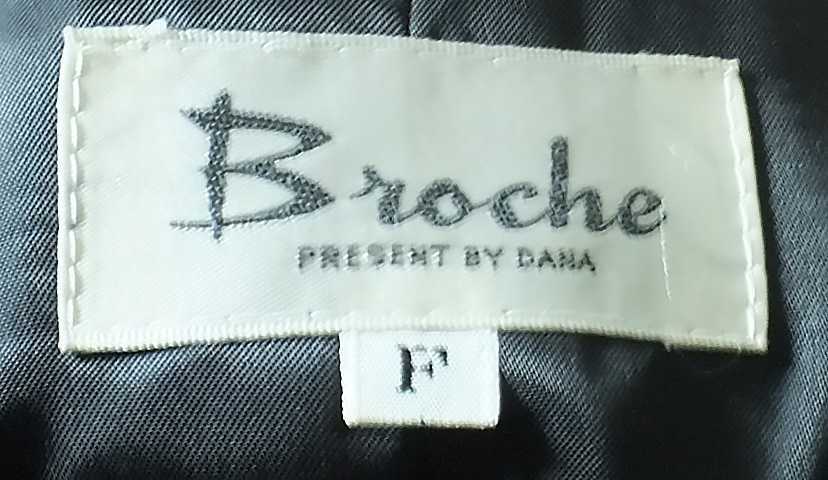 Broche
PRESENT BY DANA
F